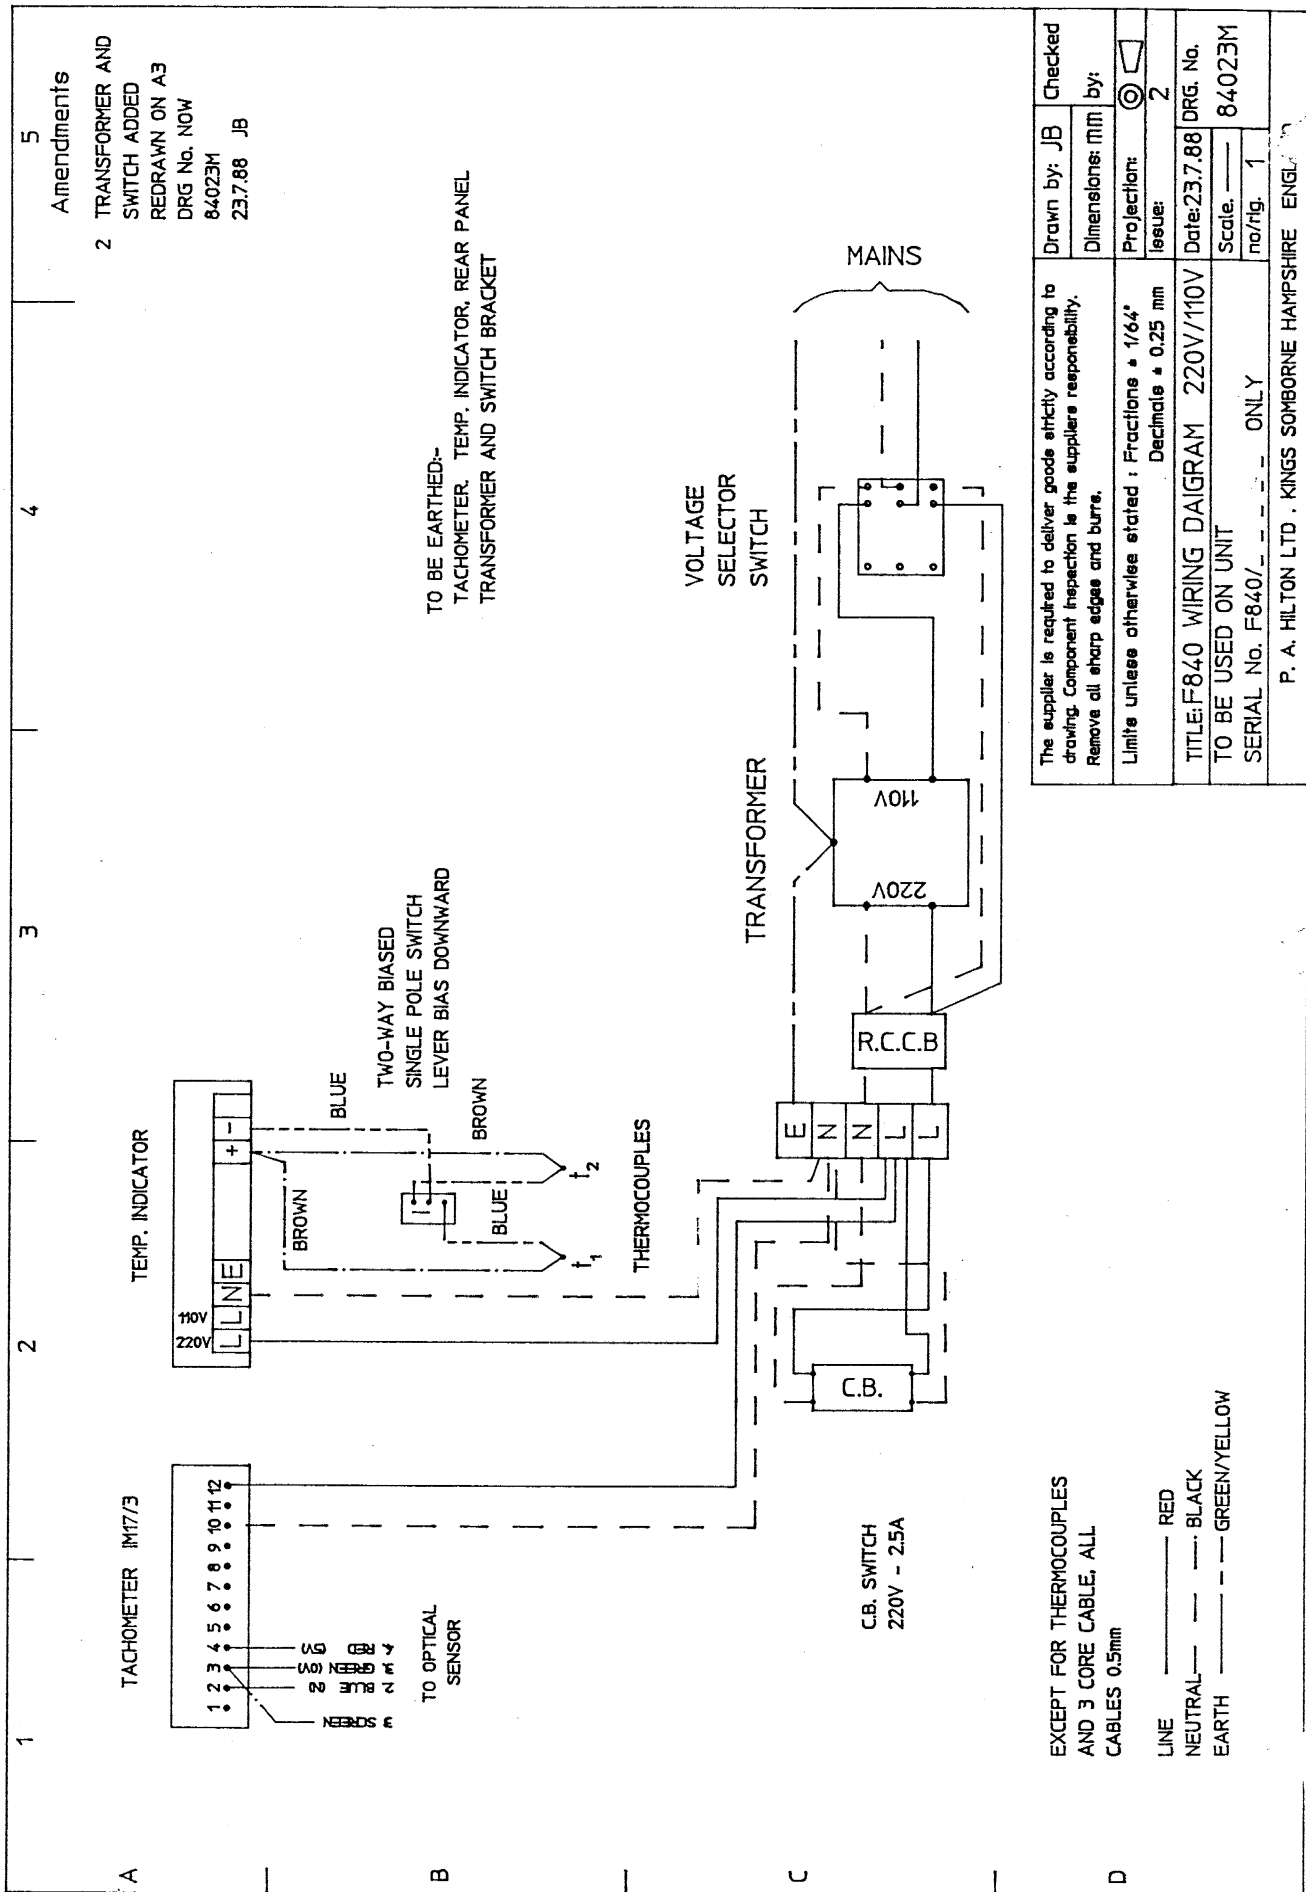 1
2
3
4
5
A
B
C
D
Amendments
2 TRANSFORMER AND
SWITCH ADDED
REDRAWN ON A3
DRG No. NOW
84023M
23.7.88 JB
TO BE EARTHED:-
TACHOMETER. TEMP. INDICATOR, REAR PANEL
TRANSFORMER AND SWITCH BRACKET
TACHOMETER IM17/3
1 2 3 4 5 6 7 8 9 10 11 12
3 SCREEN
2 BLUE
3 GREEN (0V)
4 RED
TO OPTICAL
SENSOR
TEMP. INDICATOR
220V
110V
L L N E + -
BROWN
BLUE
TWO-WAY BIASED
SINGLE POLE SWITCH
LEVER BIAS DOWNWARD
BLUE
BROWN
t1
t2
THERMOCOUPLES
C.B. SWITCH
220V - 2.5A
C.B.
E
N
N
L
L
R.C.C.B
TRANSFORMER
220V
110V
VOLTAGE
SELECTOR
SWITCH
MAINS
EXCEPT FOR THERMOCOUPLES
AND 3 CORE CABLE, ALL
CABLES 0.5mm
LINE RED
NEUTRAL BLACK
EARTH GREEN/YELLOW
The supplier is required to deliver goods strictly according to
drawing. Component inspection is the suppliers responsibility.
Remove all sharp edges and burrs.
Drawn by: JB
Checked
by:
Dimensions: mm
Limits unless otherwise stated : Fractions ± 1/64"
Decimals ± 0.25 mm
Projection:
Issue: 2
TITLE: F840 WIRING DAIGRAM 220V/110V
Date: 23.7.88
DRG. No.
84023M
TO BE USED ON UNIT
SERIAL No. F840/_ _ _ _ ONLY
Scale. —
no/rig. 1
P. A. HILTON LTD . KINGS SOMBORNE HAMPSHIRE